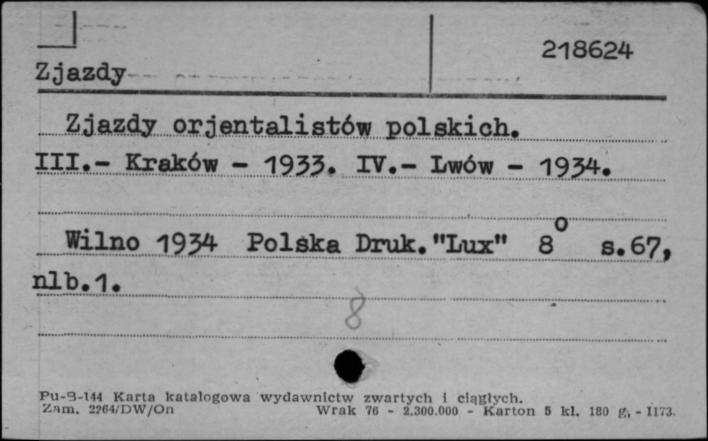 218624
Zjazdy
Zjazdy orjentalistów polskich.
III.- Kraków - 1933. IV.- Lwów - 1934.
Wilno 1934 Polska Druk."Lux" 8° s.67,
nlb.1.
8
Pu-B-144 Karta katalogowa wydawnictw zwartych i ciągłych.
Zam. 2264/DW/On Wrak 76 - 2.300.000 - Karton 5 kl. 180 g, - 1173.